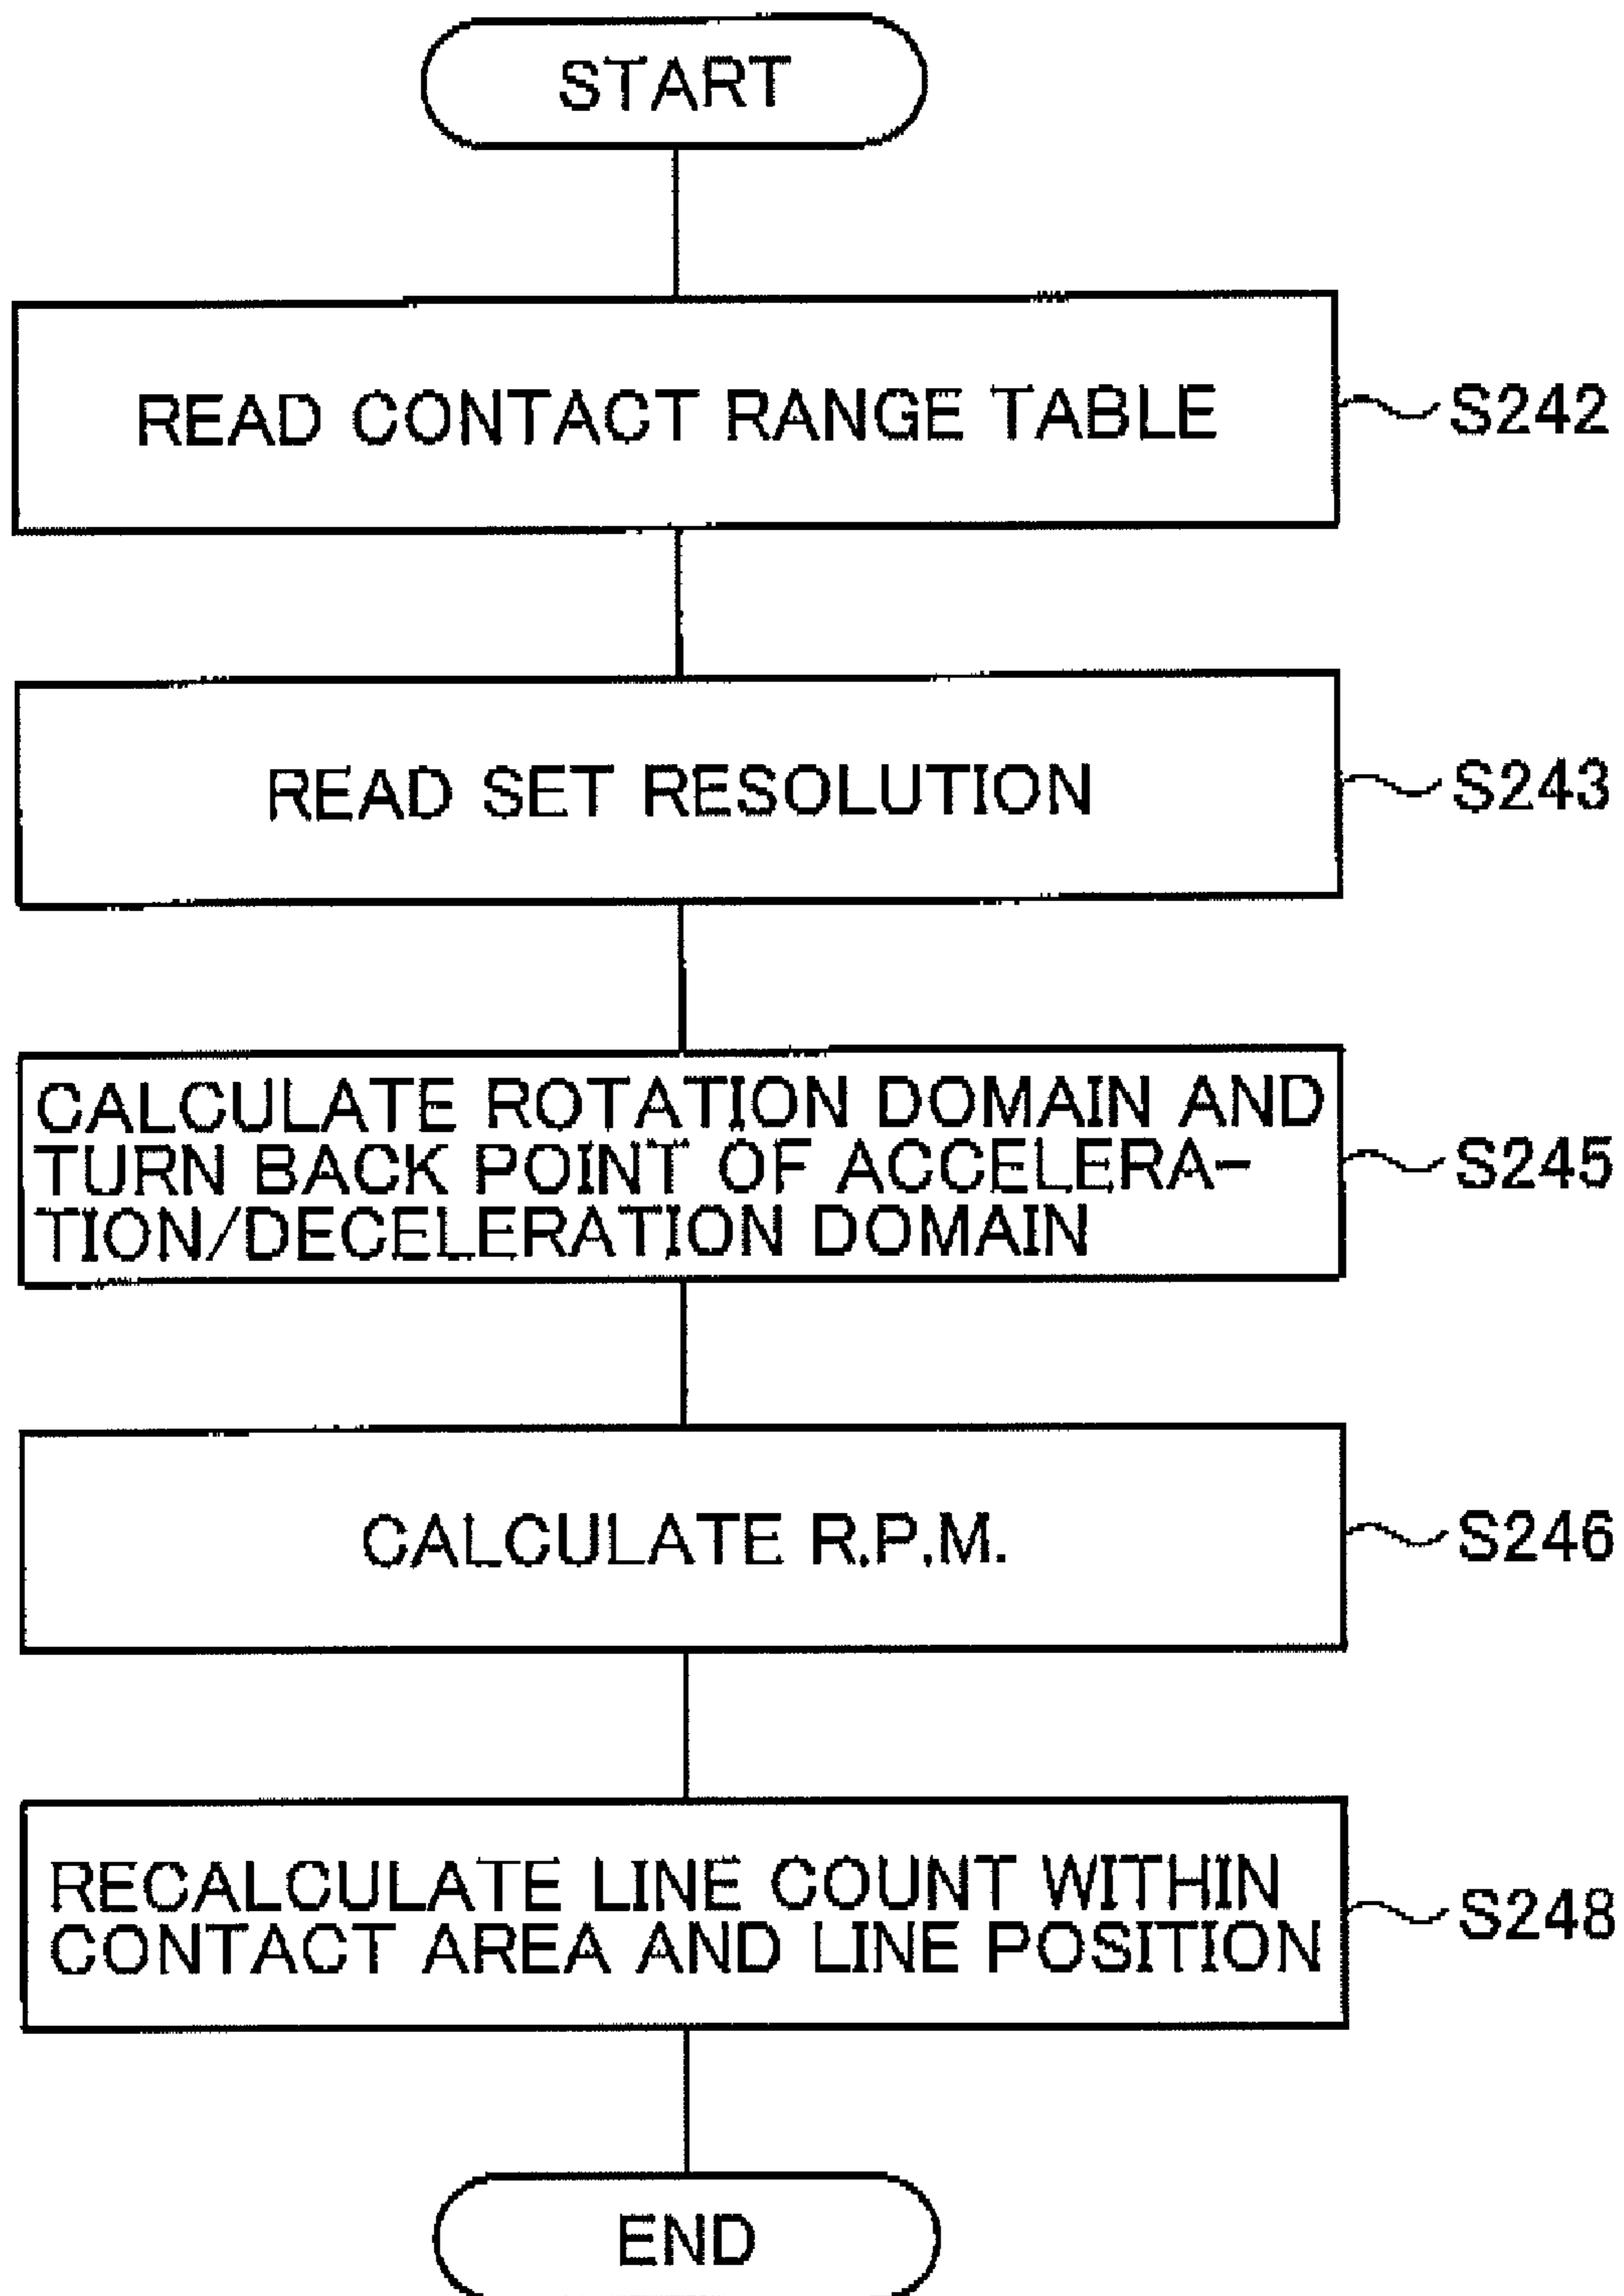 START
READ CONTACT RANGE TABLE
S242
READ SET RESOLUTION
S243
CALCULATE ROTATION DOMAIN AND
TURN BACK POINT OF ACCELERA-
TION/DECELERATION DOMAIN
S245
CALCULATE R.P.M.
S246
RECALCULATE LINE COUNT WITHIN
CONTACT AREA AND LINE POSITION
S248
END